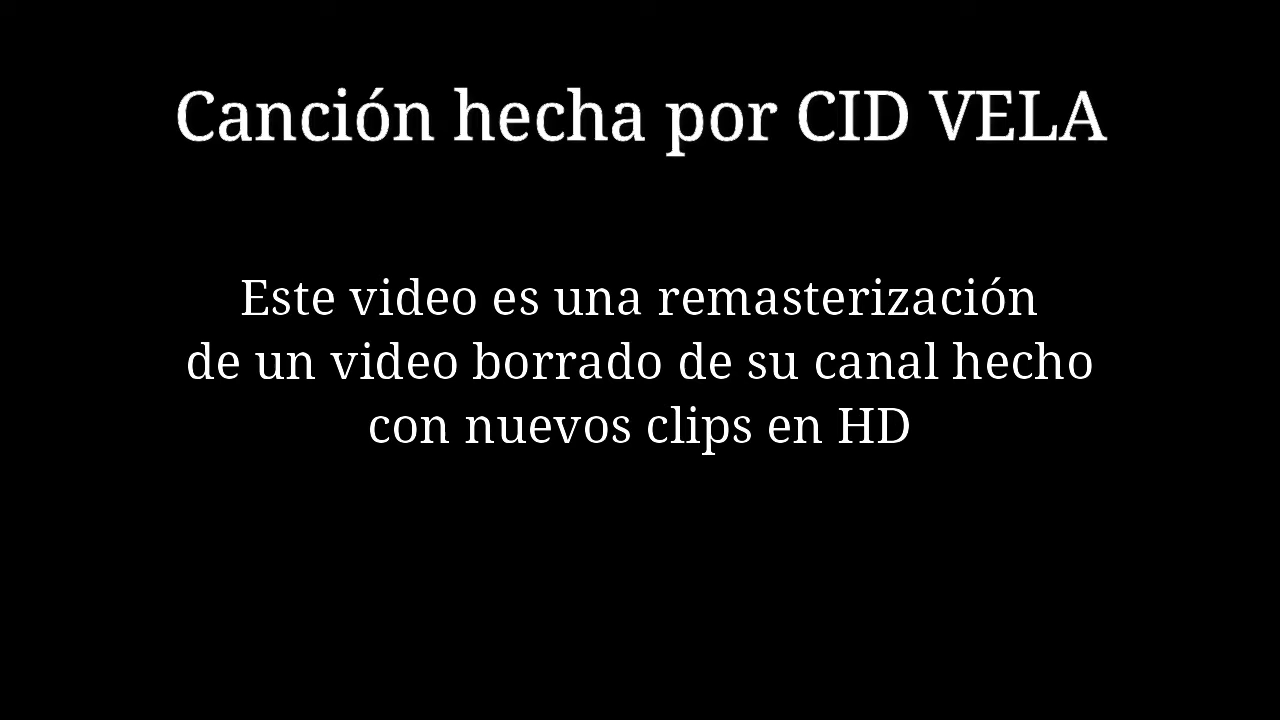 Canción hecha por CID VELA
Este video es una remasterización
de un video borrado de su canal hecho
con nuevos clips en HD